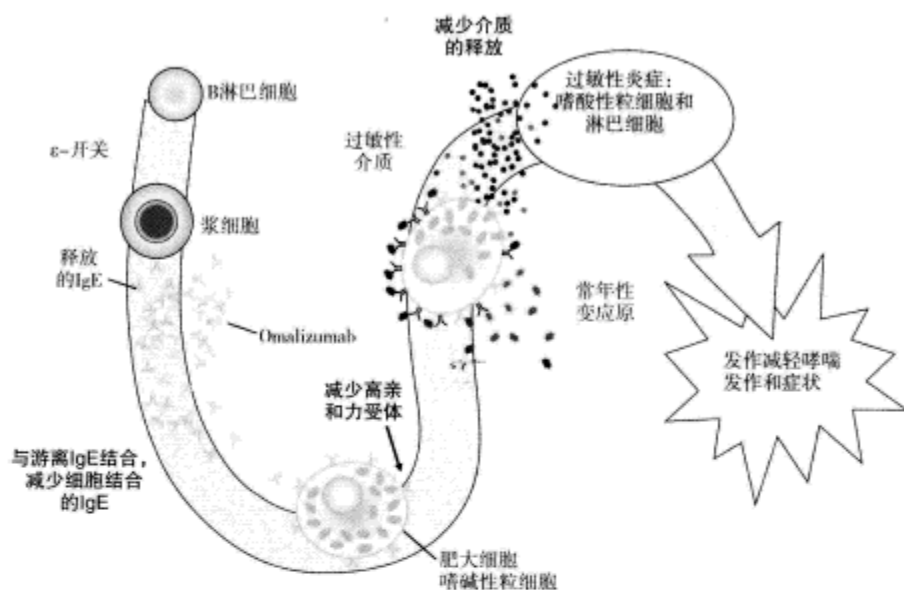 减少介质
的释放
B淋巴细胞
过敏性炎症:
嗜酸性粒细胞和
淋巴细胞
ε-开关
过敏性
介质
浆细胞
释放
的IgE
常年性
变应原
Omalizumab
发作减轻哮喘
发作和症状
减少高亲
和力受体
与游离IgE结合,
减少细胞结合
的IgE
肥大细胞
嗜碱性粒细胞